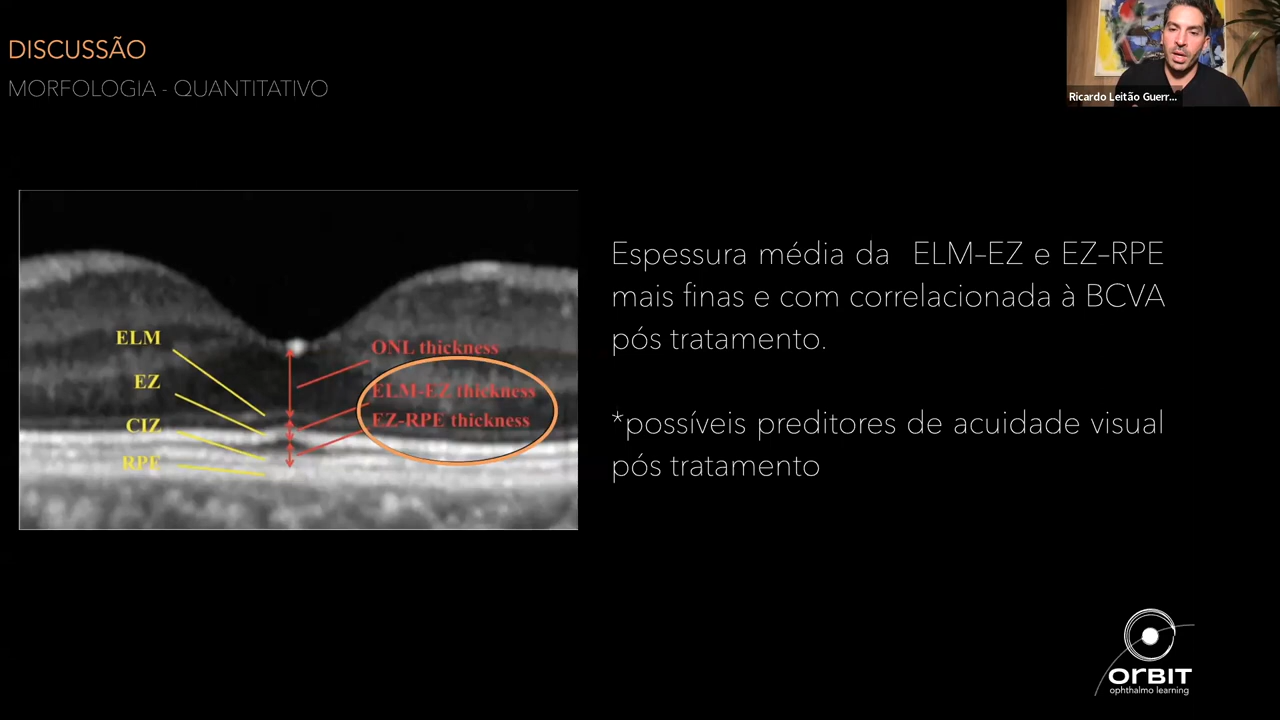 DISCUSSÃO
MORFOLOGIA - QUANTITATIVO
Ricardo Leitão Guerr...
ELM
EZ
CIZ
RPE
ONL thickness
ELM-EZ thickness
EZ-RPE thickness
Espessura média da ELM–EZ e EZ–RPE
mais finas e com correlacionada à BCVA
pós tratamento.
*possíveis preditores de acuidade visual
pós tratamento
ORBIT
ophthalmo learning